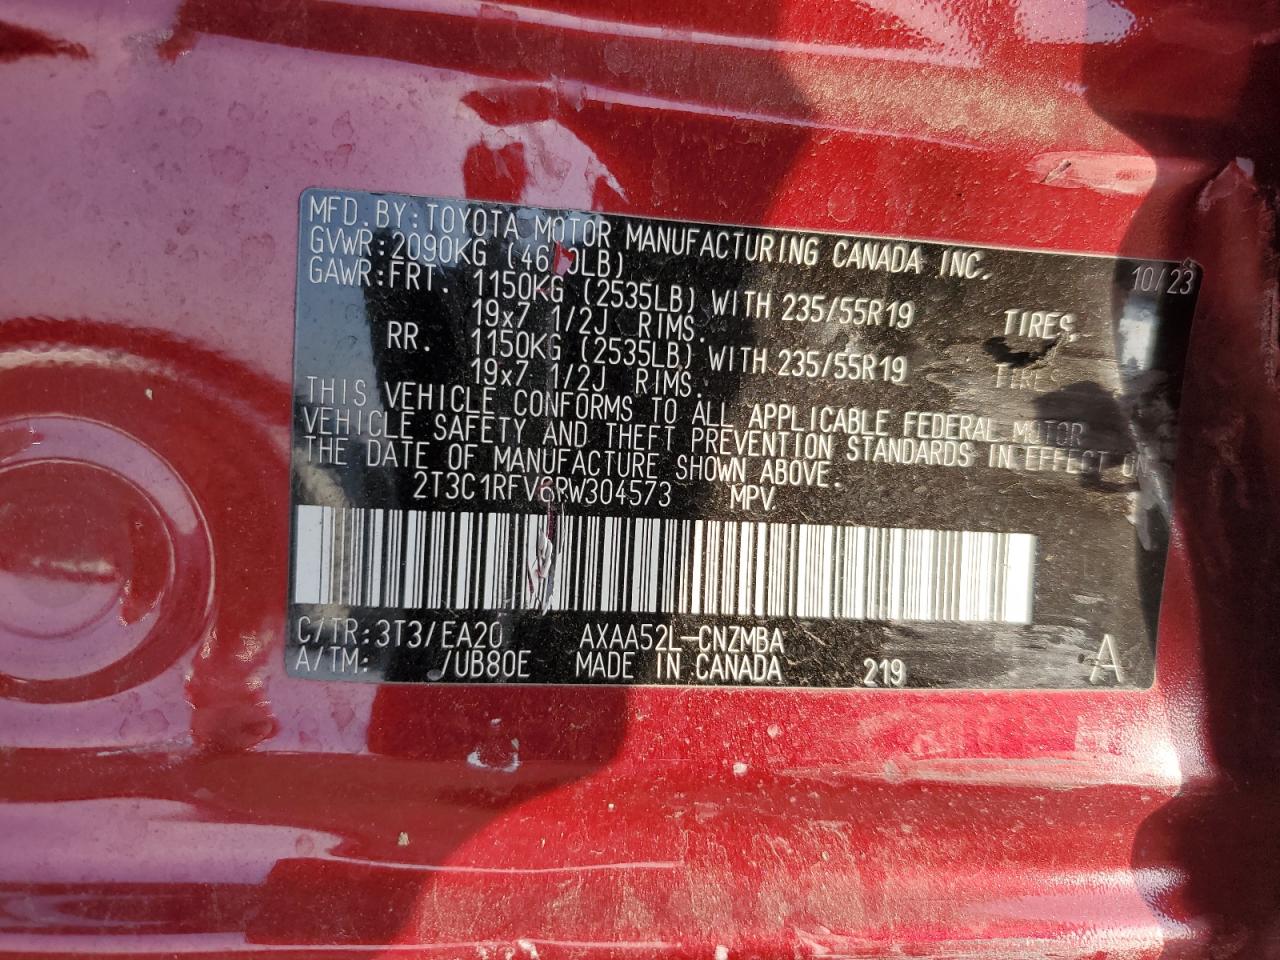 MFD. BY: TOYOTA MOTOR MANUFACTURING CANADA INC. 10/23
GVWR: 2090KG
GAWR: FRT. 1150KG (2535LB) WITH 235/55R19 TIRES,
19x7 1/2J RIMS.
RR. 1150KG (2535LB) WITH 235/55R19 TIRES
19x7 1/2J RIMS.
THIS VEHICLE CONFORMS TO ALL APPLICABLE FEDERAL MOTOR
VEHICLE SAFETY AND THEFT PREVENTION STANDARDS IN EFFECT ON
THE DATE OF MANUFACTURE SHOWN ABOVE.
2T3C1RFV6RW304573 MPV
C/TR: 3T3/EA20 AXAA52L-CNZMBA
A/TM: /UB80E MADE IN CANADA 219 A